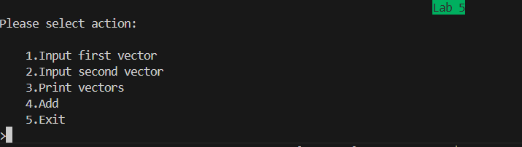 Lab 5
Please select action:
1.Input first vector
2.Input second vector
3.Print vectors
4.Add
5.Exit
>